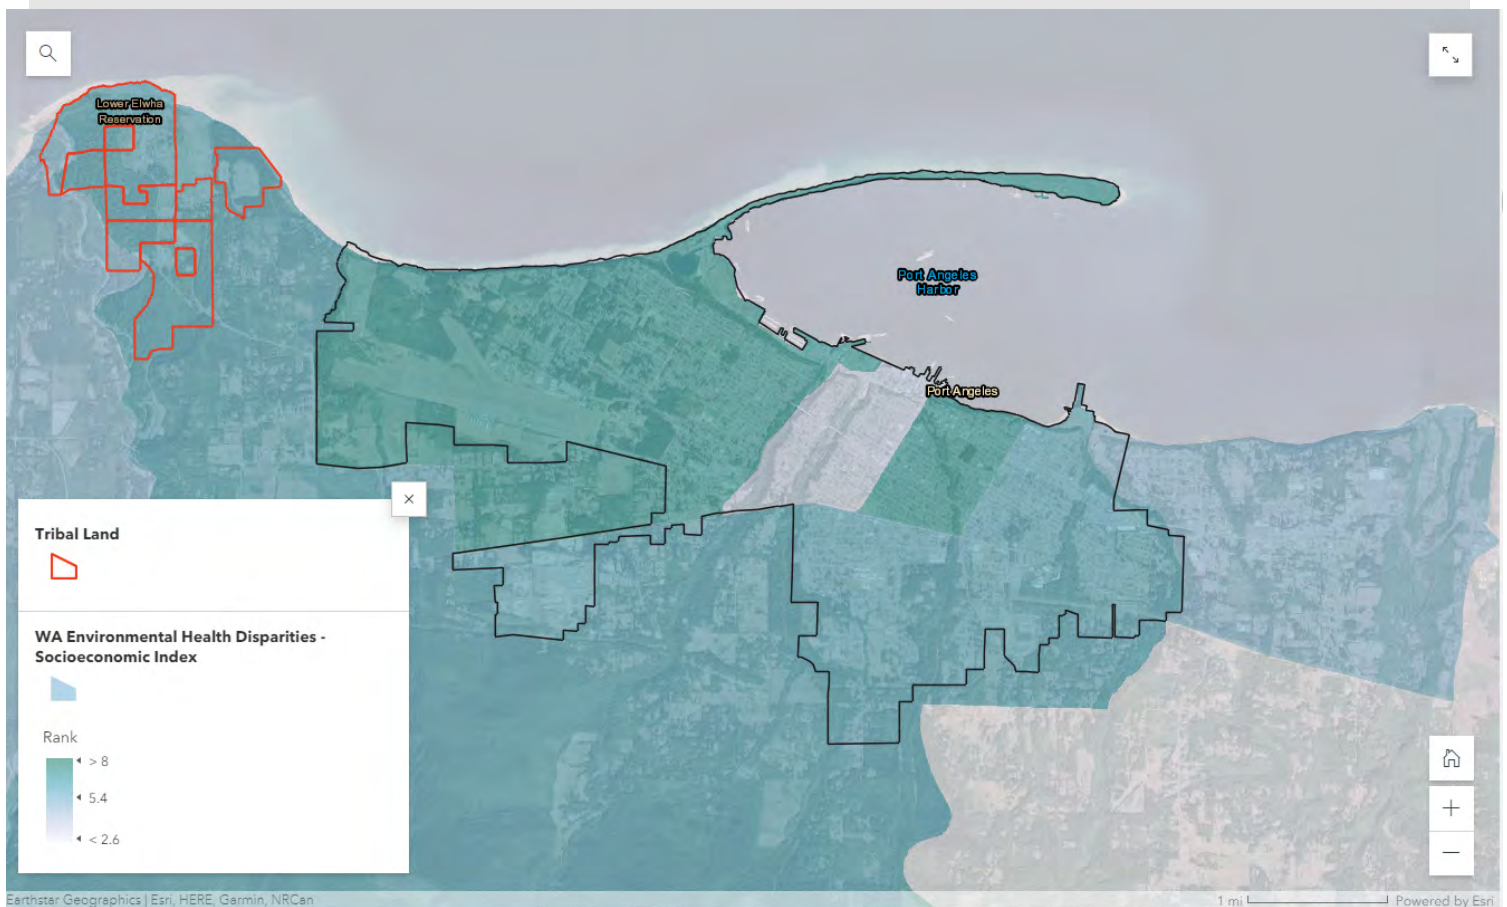 Lower Elwha
Reservation
Port Angeles
Harbor
Port Angeles
Tribal Land
WA Environmental Health Disparities -
Socioeconomic Index
Rank
> 8
5.4
< 2.6
Earthstar Geographics | Esri, HERE, Garmin, NRCan
1 mi
Powered by Esri